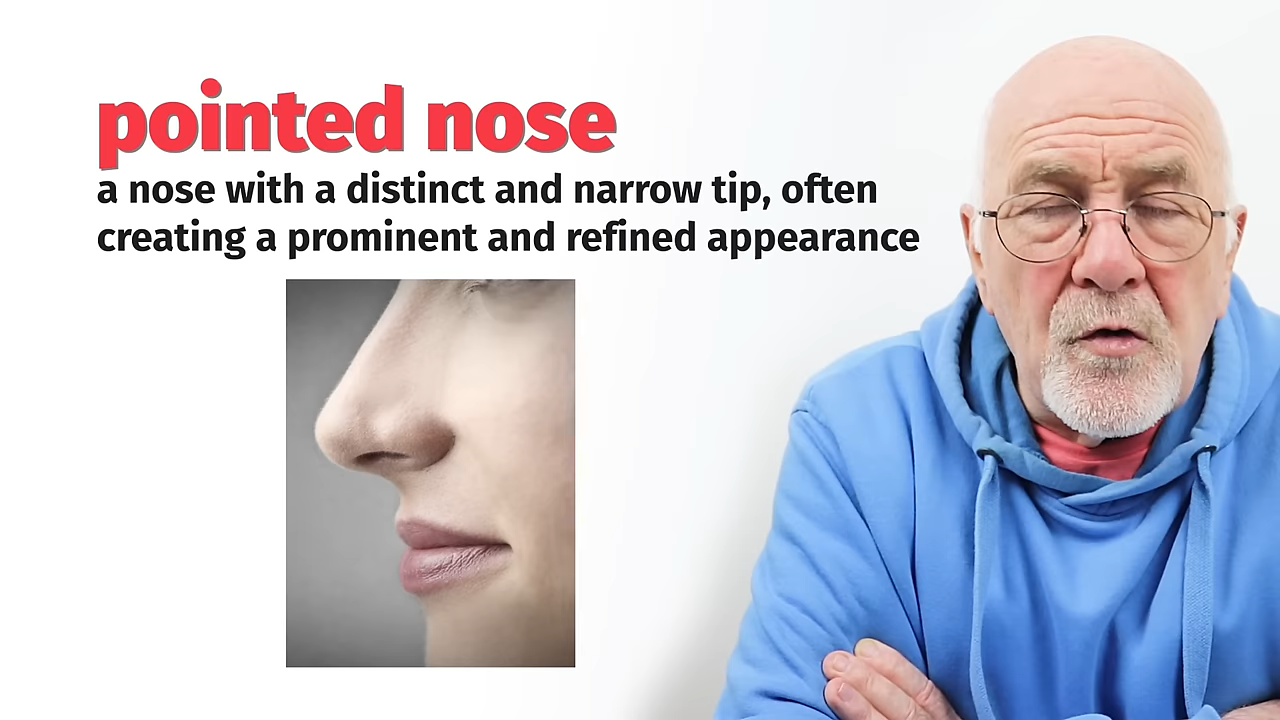 pointed nose
a nose with a distinct and narrow tip, often
creating a prominent and refined appearance